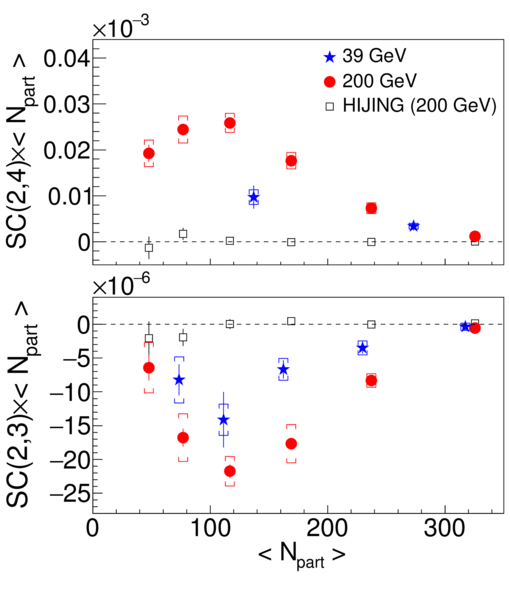 ×10⁻³
SC(2,4)×< N_part >
0.04
0.03
0.02
0.01
0
39 GeV
200 GeV
HIJING (200 GeV)
×10⁻⁶
SC(2,3)×< N_part >
0
−5
−10
−15
−20
−25
0 100 200 300
< N_part >